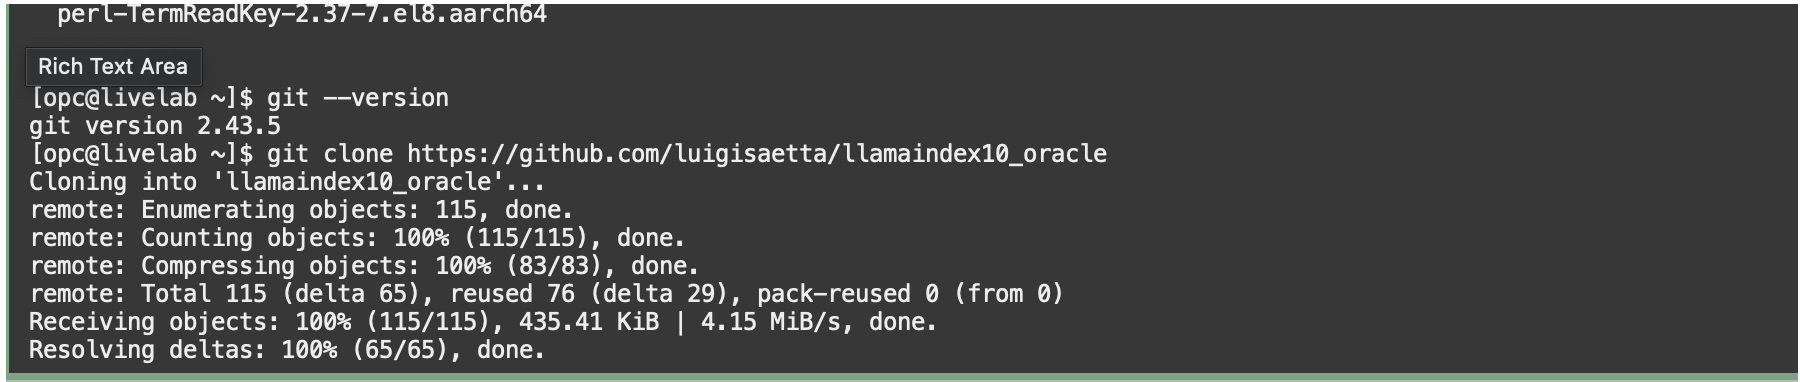 perl-TermReadKey-2.37-7.el8.aarch64
Rich Text Area
[opc@livelab ~]$ git --version
git version 2.43.5
[opc@livelab ~]$ git clone https://github.com/luigisaetta/llamaindex10_oracle
Cloning into 'llamaindex10_oracle'...
remote: Enumerating objects: 115, done.
remote: Counting objects: 100% (115/115), done.
remote: Compressing objects: 100% (83/83), done.
remote: Total 115 (delta 65), reused 76 (delta 29), pack-reused 0 (from 0)
Receiving objects: 100% (115/115), 435.41 KiB | 4.15 MiB/s, done.
Resolving deltas: 100% (65/65), done.